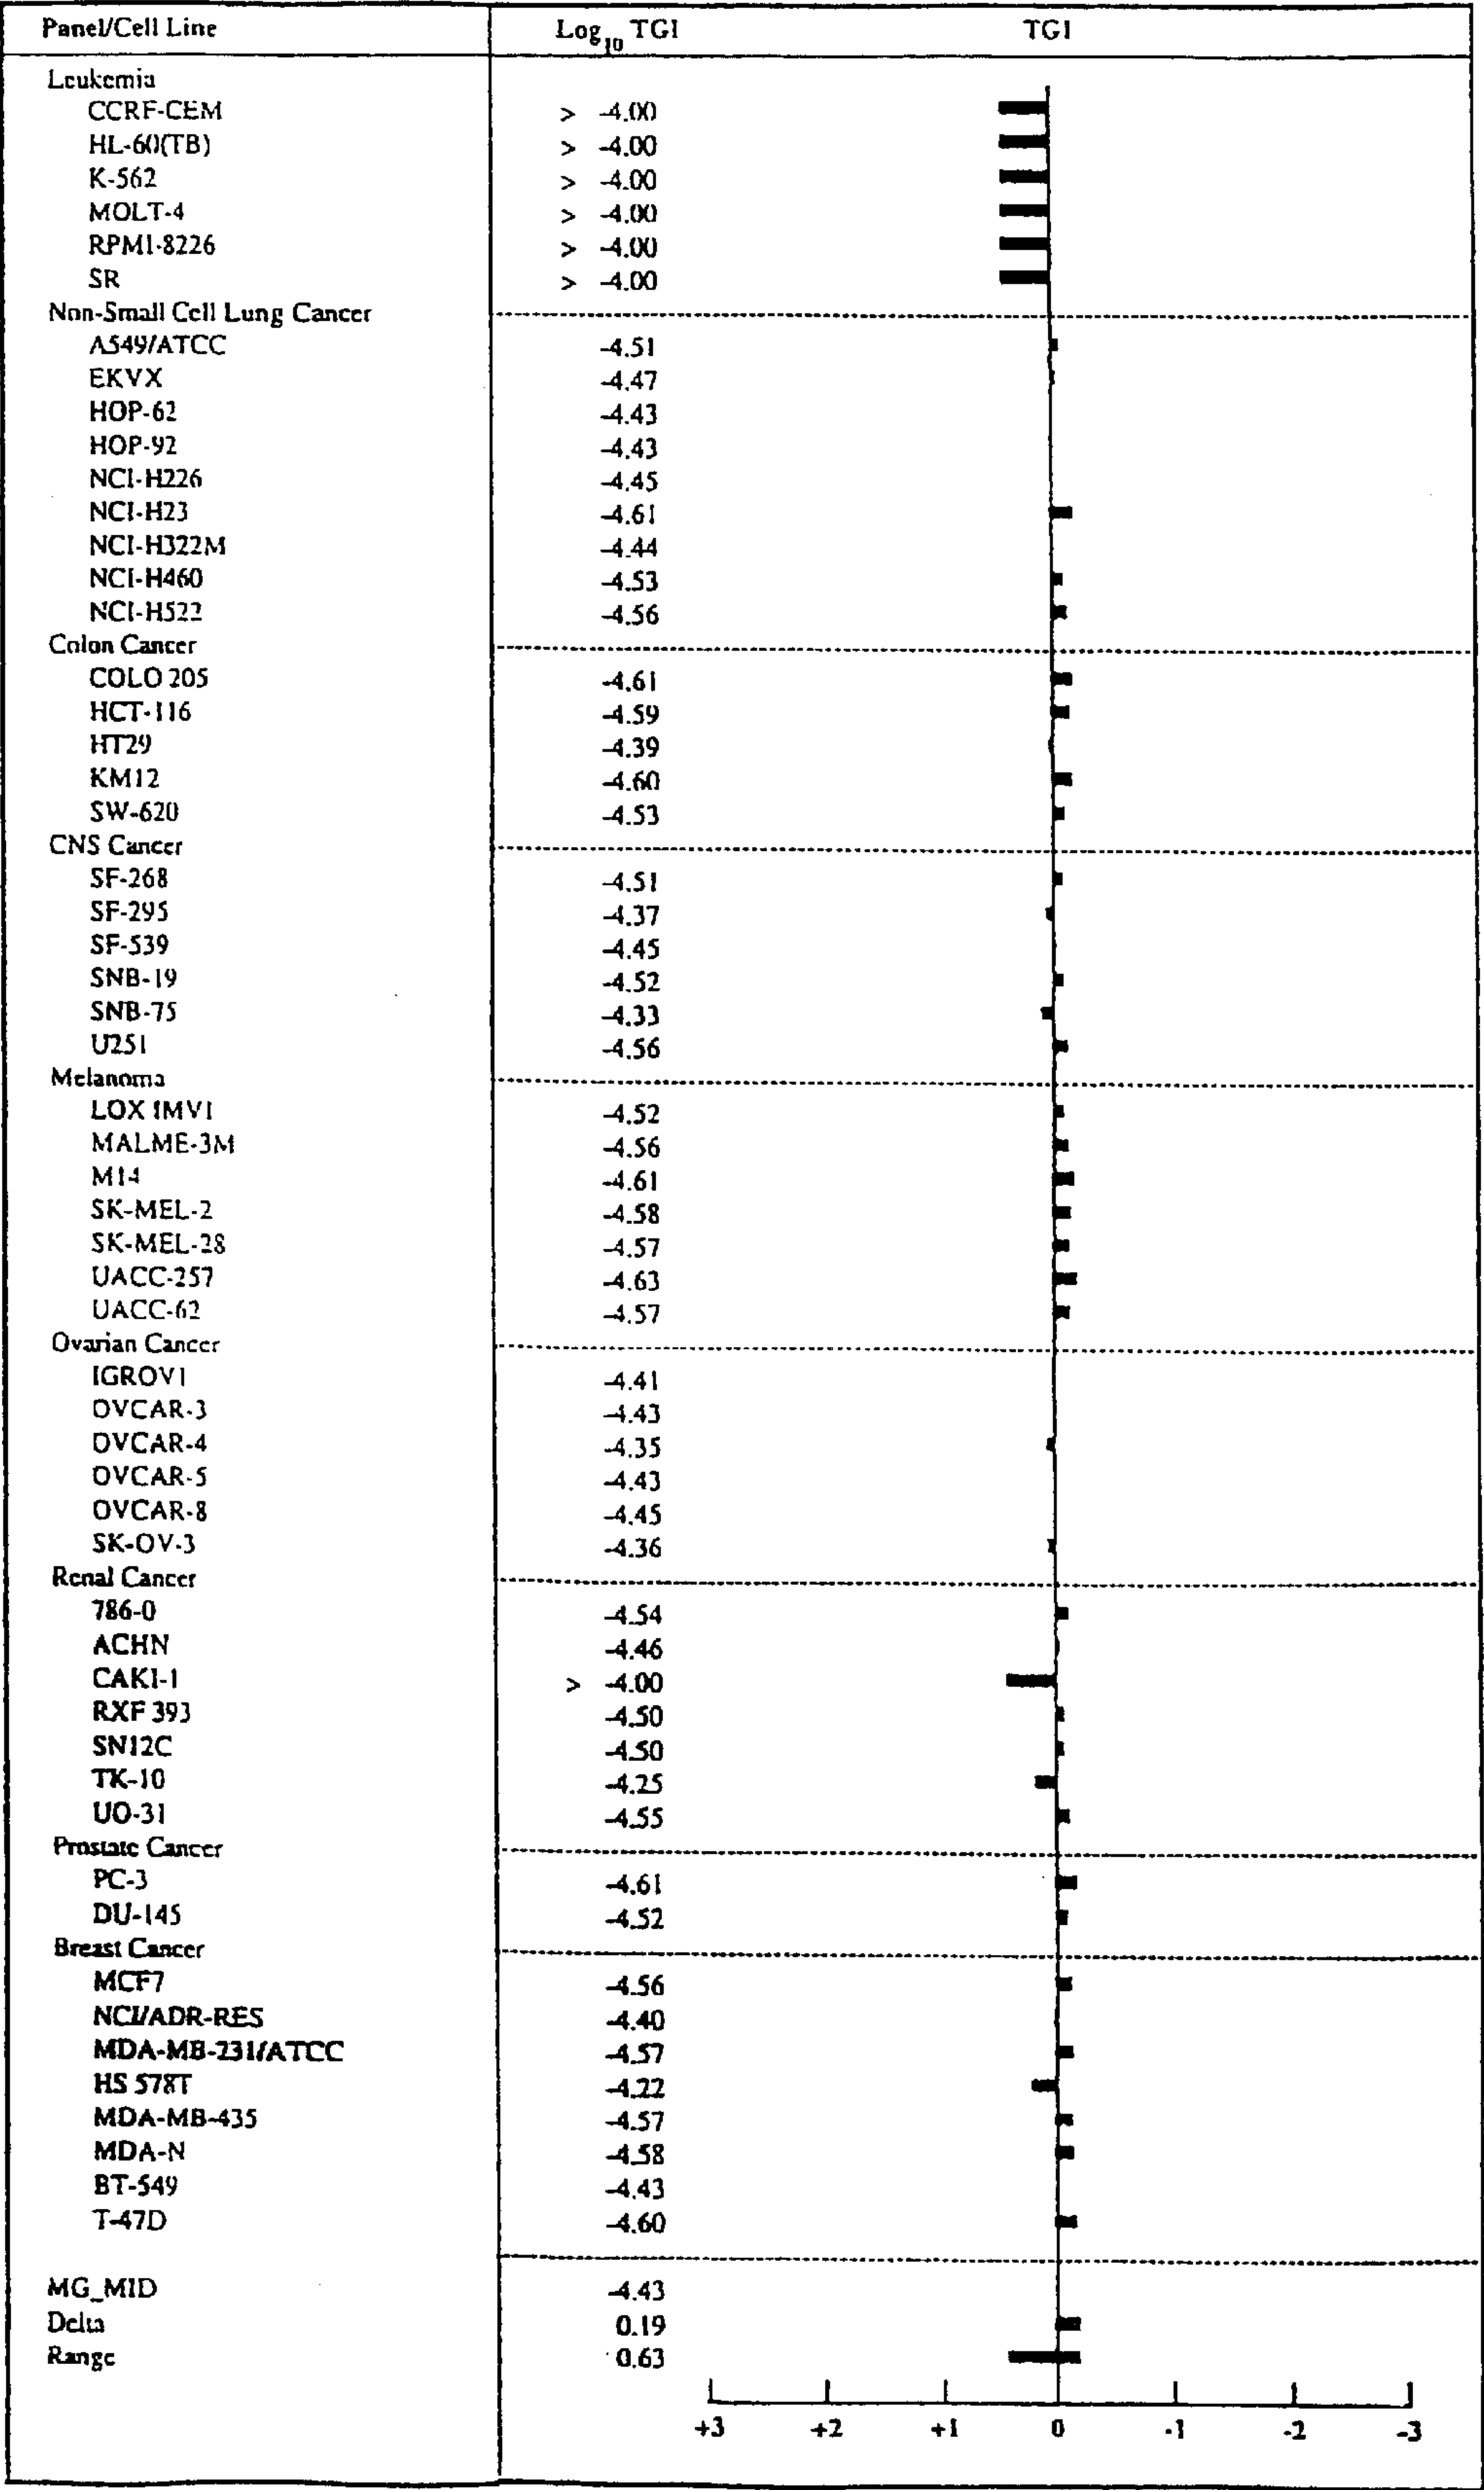 Panel/Cell Line Log10 TGI TGI
Leukemia
CCRF-CEM > -4.00
HL-60(TB) > -4.00
K-562 > -4.00
MOLT-4 > -4.00
RPMI-8226 > -4.00
SR > -4.00
Non-Small Cell Lung Cancer
A549/ATCC -4.51
EKVX -4.47
HOP-62 -4.43
HOP-92 -4.43
NCI-H226 -4.45
NCI-H23 -4.61
NCI-H322M -4.44
NCI-H460 -4.53
NCI-H522 -4.56
Colon Cancer
COLO 205 -4.61
HCT-116 -4.59
HT29 -4.39
KM12 -4.60
SW-620 -4.53
CNS Cancer
SF-268 -4.51
SF-295 -4.37
SF-539 -4.45
SNB-19 -4.52
SNB-75 -4.33
U251 -4.56
Melanoma
LOX IMVI -4.52
MALME-3M -4.56
M14 -4.61
SK-MEL-2 -4.58
SK-MEL-28 -4.57
UACC-257 -4.63
UACC-62 -4.57
Ovarian Cancer
IGROV1 -4.41
OVCAR-3 -4.43
OVCAR-4 -4.35
OVCAR-5 -4.43
OVCAR-8 -4.45
SK-OV-3 -4.36
Renal Cancer
786-0 -4.54
ACHN -4.46
CAKI-1 > -4.00
RXF 393 -4.50
SN12C -4.50
TK-10 -4.25
UO-31 -4.55
Prostate Cancer
PC-3 -4.61
DU-145 -4.52
Breast Cancer
MCF7 -4.56
NCI/ADR-RES -4.40
MDA-MB-231/ATCC -4.57
HS 578T -4.22
MDA-MB-435 -4.57
MDA-N -4.58
BT-549 -4.43
T-47D -4.60
MG_MID -4.43
Delta 0.19
Range 0.63
+3 +2 +1 0 -1 -2 -3